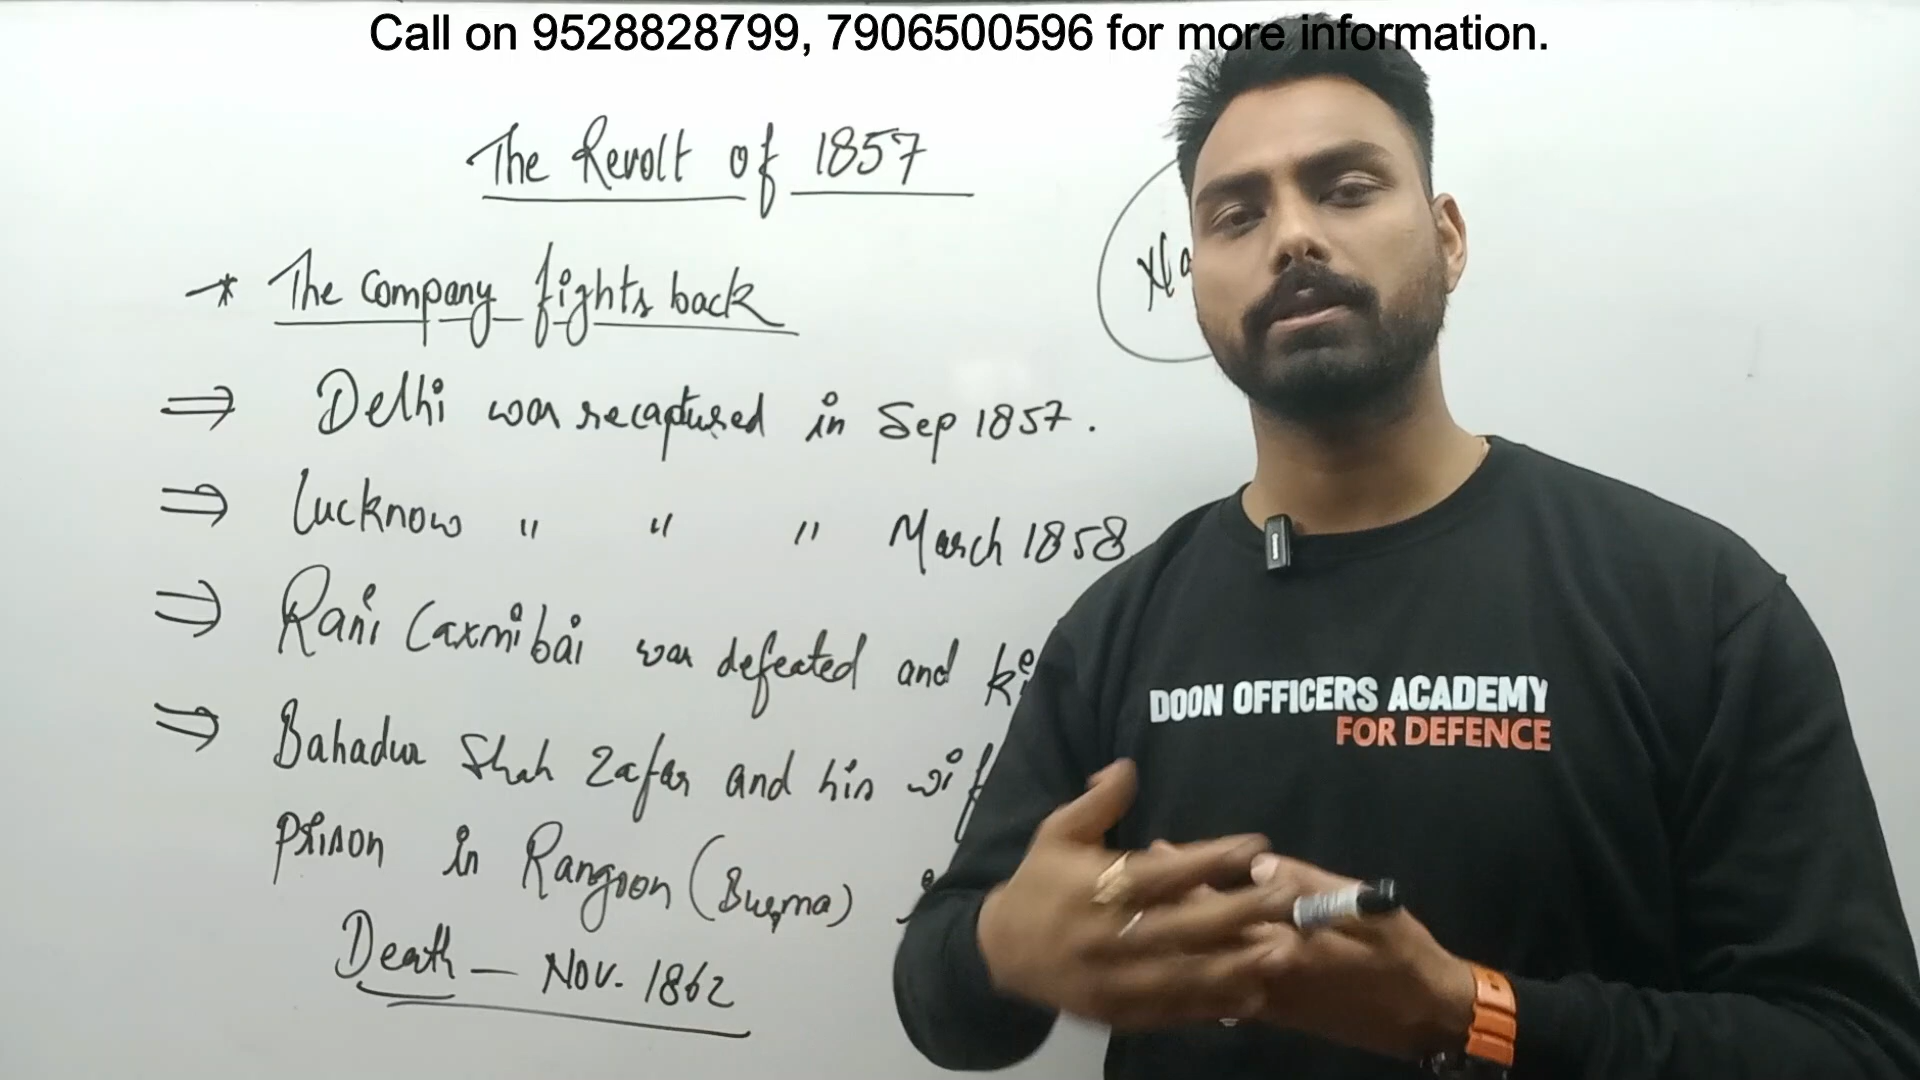 Call on 9528828799, 7906500596 for more information.
The Revolt of 1857
* The Company fights back
⇒ Delhi was recaptured in Sep 1857.
⇒ Lucknow " " " March 1858
⇒ Rani Laxmibai was defeated and ki
⇒ Bahadur Shah Zafar and his wif
prison in Rangoon (Burma)
Death – Nov. 1862
DOON OFFICERS ACADEMY
FOR DEFENCE